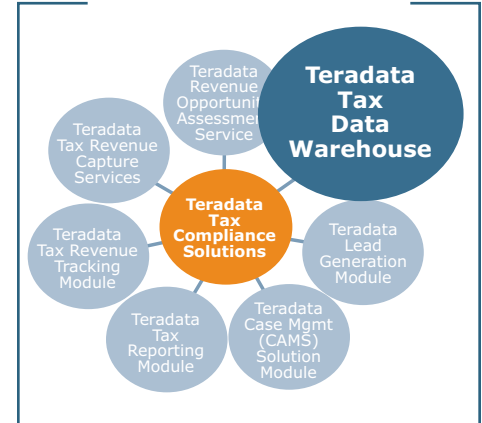 Teradata
Revenue
Opportunit
Assessmen
Service
Teradata
Tax
Data
Warehouse
Teradata
Tax Revenue
Capture
Services
Teradata
Tax
Compliance
Solutions
Teradata
Tax Revenue
Tracking
Module
Teradata
Lead
Generation
Module
Teradata
Tax
Reporting
Module
Teradata
Case Mgmt
(CAMS)
Solution
Module